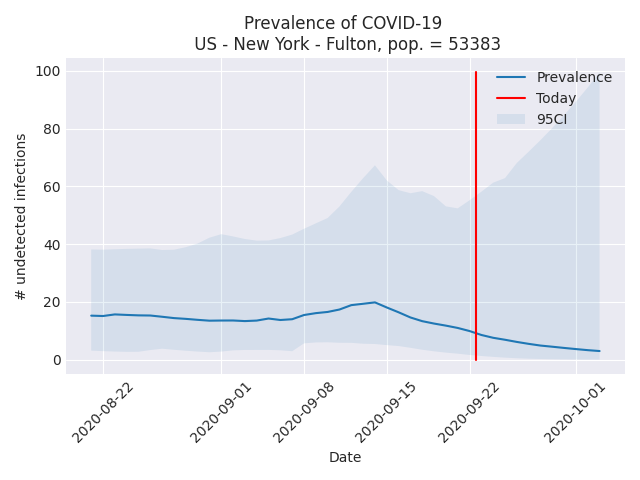 Prevalence of COVID-19
US - New York - Fulton, pop. = 53383
# undetected infections
100
80
60
40
20
0
Prevalence
Today
95CI
2020-08-22
2020-09-01
2020-09-08
2020-09-15
2020-09-22
2020-10-01
Date